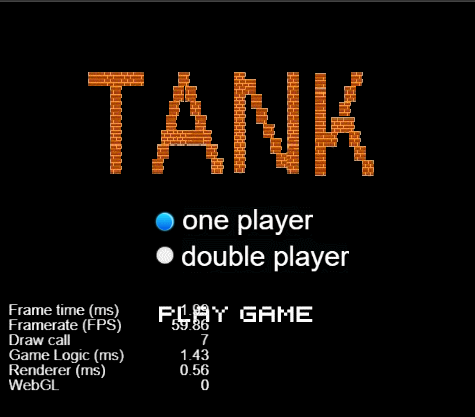 TANK
one player
double player
PLAY GAME
Frame time (ms)
Framerate (FPS) 59.86
Draw call 7
Game Logic (ms) 1.43
Renderer (ms) 0.56
WebGL 0